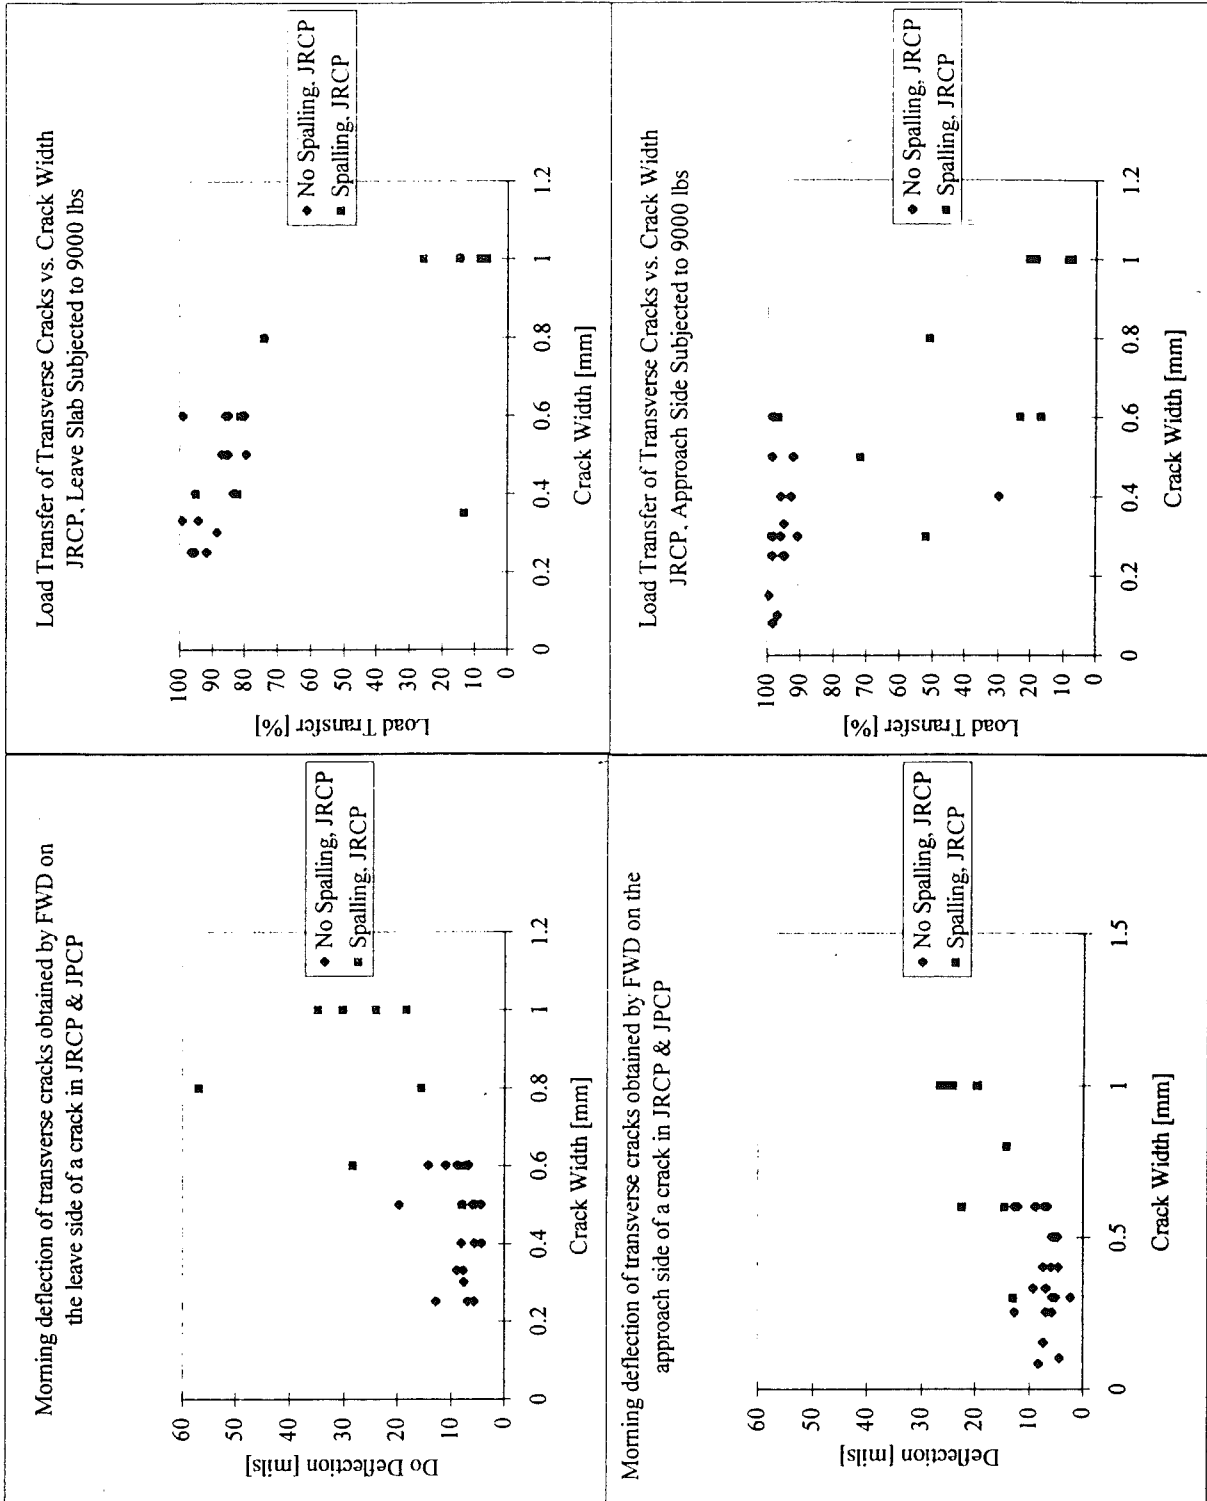 Morning deflection of transverse cracks obtained by FWD on
the leave side of a crack in JRCP & JPCP
Do Deflection [mils]
60
50
40
30
20
10
0
0
0.2
0.4
0.6
0.8
1
1.2
Crack Width [mm]
No Spalling, JRCP
Spalling, JRCP
Load Transfer of Transverse Cracks vs. Crack Width
JRCP, Leave Slab Subjected to 9000 lbs
Load Transfer [%]
100
90
80
70
60
50
40
30
20
10
0
0
0.2
0.4
0.6
0.8
1
1.2
Crack Width [mm]
No Spalling, JRCP
Spalling, JRCP
Morning deflection of transverse cracks obtained by FWD on the
approach side of a crack in JRCP & JPCP
Deflection [mils]
60
50
40
30
20
10
0
0
0.5
1
1.5
Crack Width [mm]
No Spalling, JRCP
Spalling, JRCP
Load Transfer of Transverse Cracks vs. Crack Width
JRCP, Approach Side Subjected to 9000 lbs
Load Transfer [%]
100
90
80
70
60
50
40
30
20
10
0
0
0.2
0.4
0.6
0.8
1
1.2
Crack Width [mm]
No Spalling, JRCP
Spalling, JRCP